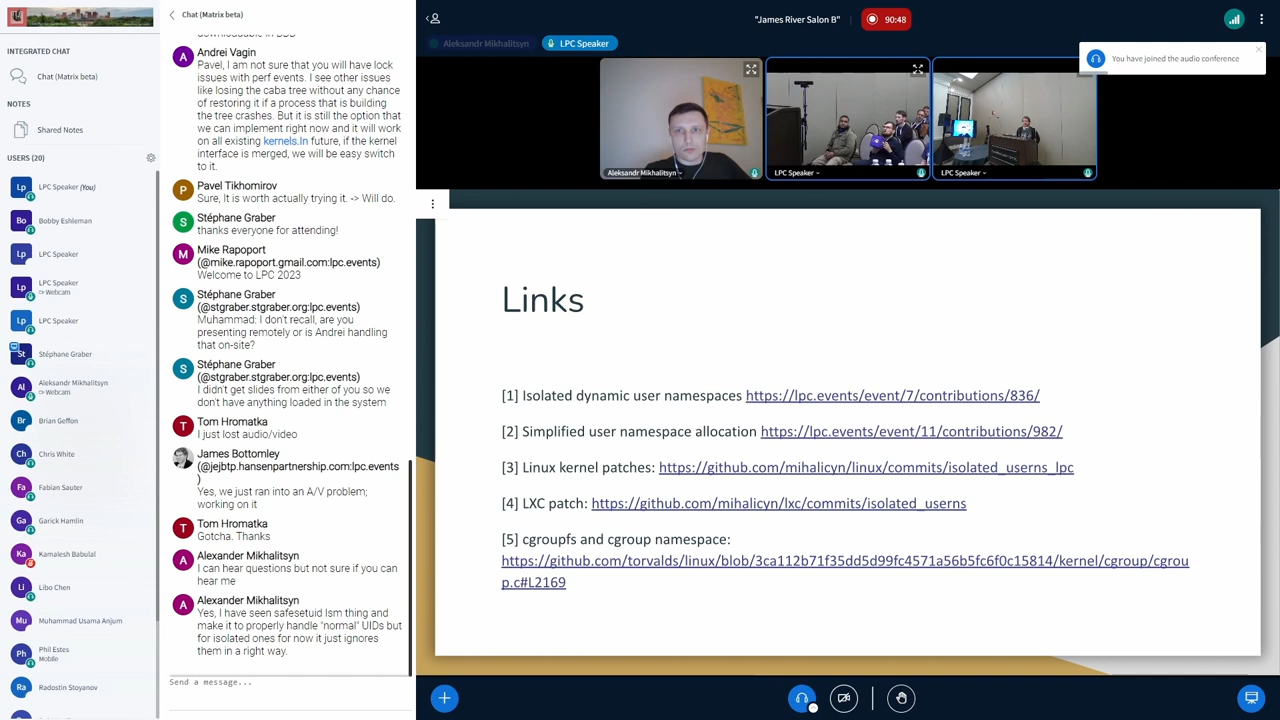 INTEGRATED CHAT
Chat (Matrix beta)
NOTES
Shared Notes
USERS (20)
Lp
LPC Speaker (You)
Bo
Bobby Eshleman
Lp
LPC Speaker
Lp
LPC Speaker
Webcam
Lp
LPC Speaker
St
Stéphane Graber
Al
Aleksandr Mikhalitsyn
Webcam
Br
Brian Geffon
Ch
Chris White
Fa
Fabian Sauter
Ga
Garick Hamlin
Ka
Kamalesh Babulal
Li
Libo Chen
Mu
Muhammad Usama Anjum
Ph
Phil Estes
Mobile
Ra
Radostin Stoyanov
Chat (Matrix beta)
A
Andrei Vagin
Pavel, I am not sure that you will have lock
issues with perf events. I see other issues
like losing the caba tree without any chance
of restoring it if a process that is building
the tree crashes. But it is still the option that
we can implement right now and it will work
on all existing kernels.In future, if the kernel
interface is merged, we will be easy switch
to it.
P
Pavel Tikhomirov
Sure, It is worth actually trying it. -> Will do.
S
Stéphane Graber
thanks everyone for attending!
M
Mike Rapoport
(@mike.rapoport.gmail.com:lpc.events)
Welcome to LPC 2023
S
Stéphane Graber
(@stgraber.stgraber.org:lpc.events)
Muhammad: I don't recall, are you
presenting remotely or is Andrei handling
that on-site?
S
Stéphane Graber
(@stgraber.stgraber.org:lpc.events)
I didn't get slides from either of you so we
don't have anything loaded in the system
T
Tom Hromatka
I just lost audio/video
James Bottomley
(@jejbtp.hansenpartnership.com:lpc.events
)
Yes, we just ran into an A/V problem;
working on it
T
Tom Hromatka
Gotcha. Thanks
A
Alexander Mikhalitsyn
I can hear questions but not sure if you can
hear me
A
Alexander Mikhalitsyn
Yes, I have seen safesetuid lsm thing and
make it to properly handle "normal" UIDs but
for isolated ones for now it just ignores
them in a right way.
Send a message...
"James River Salon B"
90:48
Aleksandr Mikhalitsyn
LPC Speaker
You have joined the audio conference
Aleksandr Mikhalitsyn
LPC Speaker
LPC Speaker
Links
[1] Isolated dynamic user namespaces https://lpc.events/event/7/contributions/836/
[2] Simplified user namespace allocation https://lpc.events/event/11/contributions/982/
[3] Linux kernel patches: https://github.com/mihalicyn/linux/commits/isolated_userns_lpc
[4] LXC patch: https://github.com/mihalicyn/lxc/commits/isolated_userns
[5] cgroupfs and cgroup namespace:
https://github.com/torvalds/linux/blob/3ca112b71f35dd5d99fc4571a56b5fc6f0c15814/kernel/cgroup/cgrou
p.c#L2169